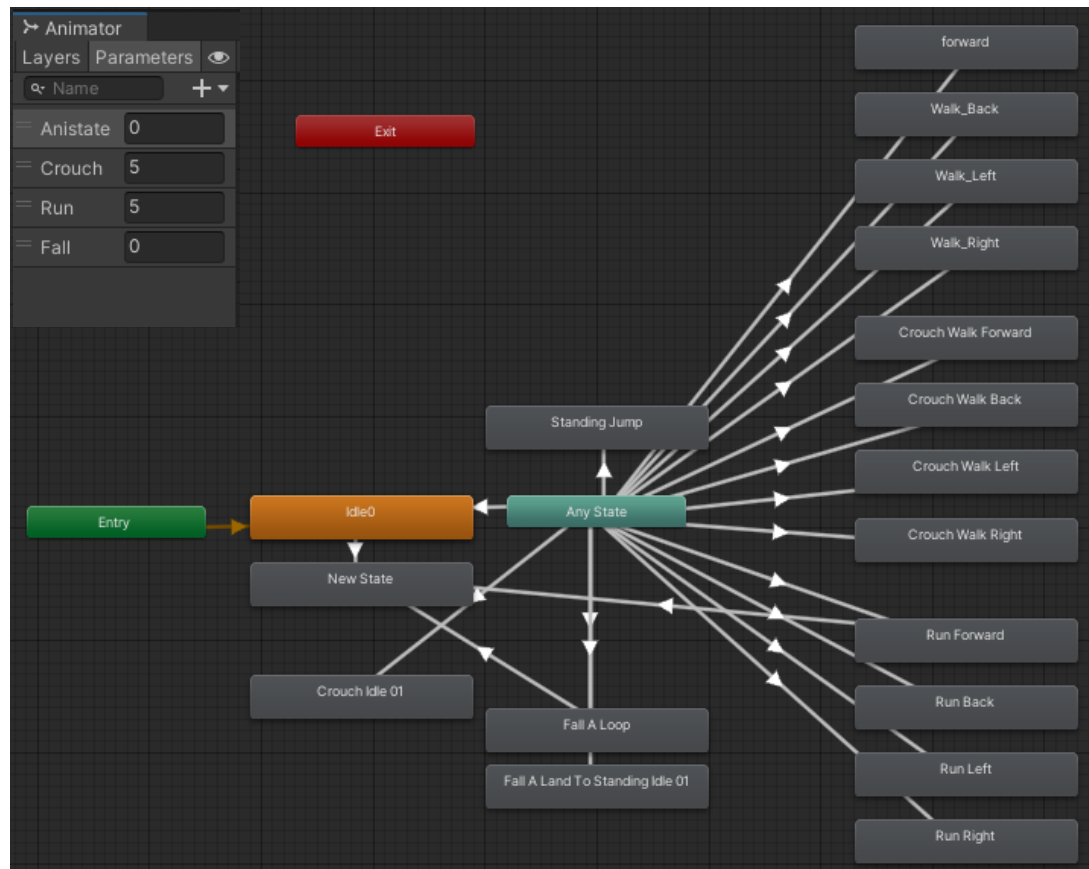 Animator
Layers Parameters
Name
Anistate 0
Crouch 5
Run 5
Fall 0
Exit
forward
Walk_Back
Walk_Left
Walk_Right
Crouch Walk Forward
Crouch Walk Back
Standing Jump
Crouch Walk Left
Entry
Idle0
Any State
Crouch Walk Right
New State
Run Forward
Crouch Idle 01
Run Back
Fall A Loop
Run Left
Fall A Land To Standing Idle 01
Run Right